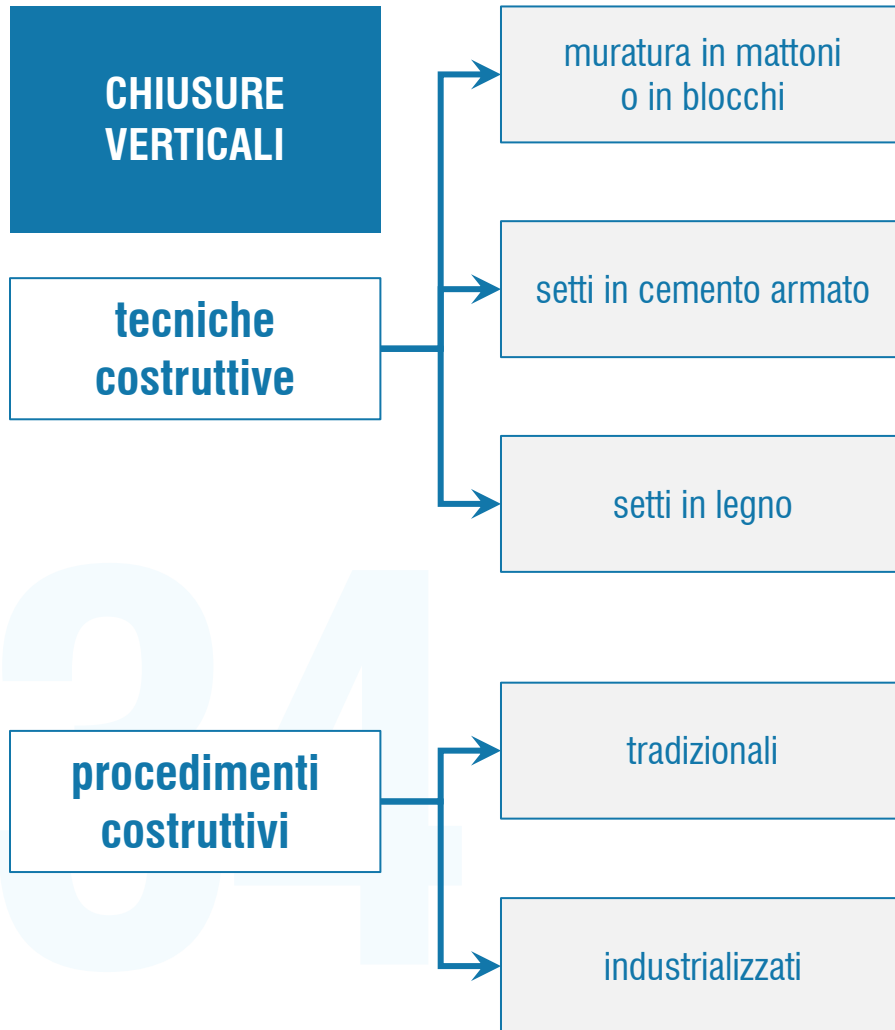 CHIUSURE
VERTICALI
muratura in mattoni
o in blocchi
setti in cemento armato
tecniche
costruttive
setti in legno
34
tradizionali
procedimenti
costruttivi
industrializzati